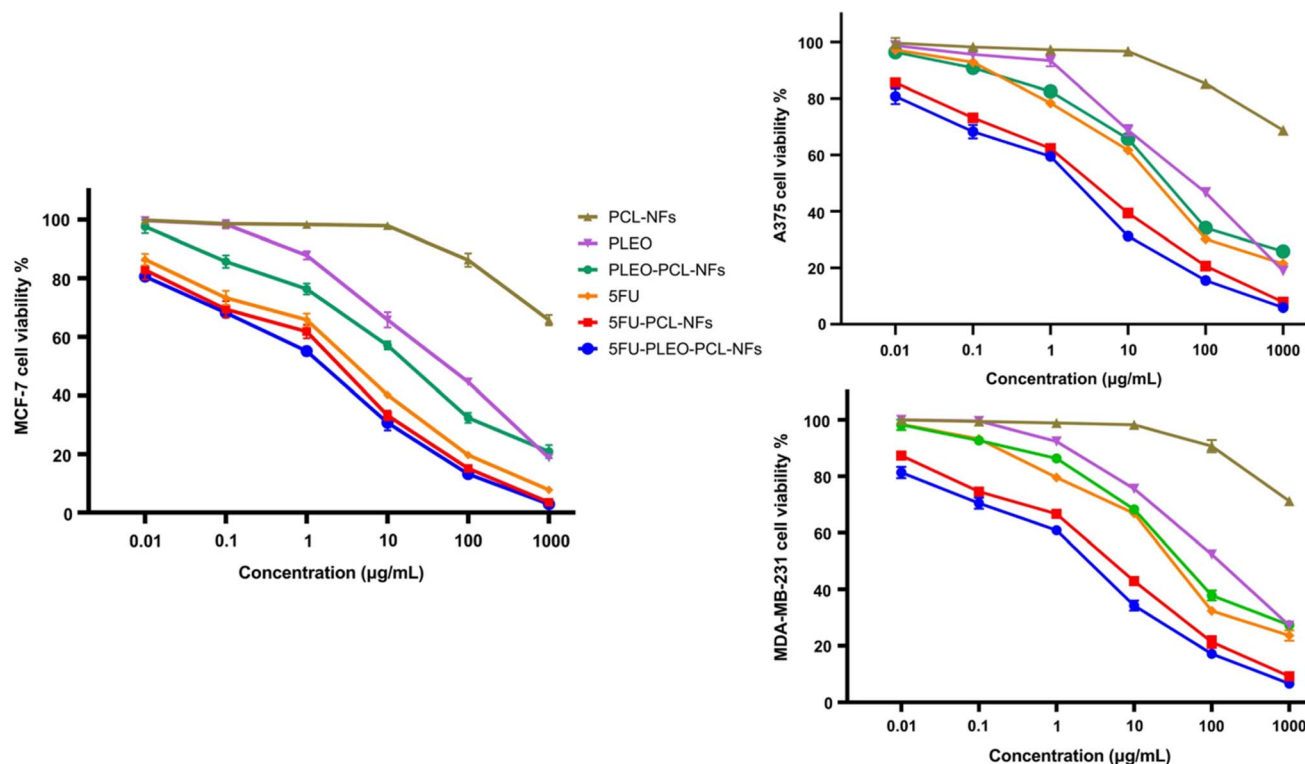 MCF-7 cell viability %
100
80
60
40
20
0
0.01 0.1 1 10 100 1000
Concentration (µg/mL)
PCL-NFs
PLEO
PLEO-PCL-NFs
5FU
5FU-PCL-NFs
5FU-PLEO-PCL-NFs
A375 cell viability %
100
80
60
40
20
0
0.01 0.1 1 10 100 1000
Concentration (µg/mL)
MDA-MB-231 cell viability %
100
80
60
40
20
0
0.01 0.1 1 10 100 1000
Concentration (µg/mL)